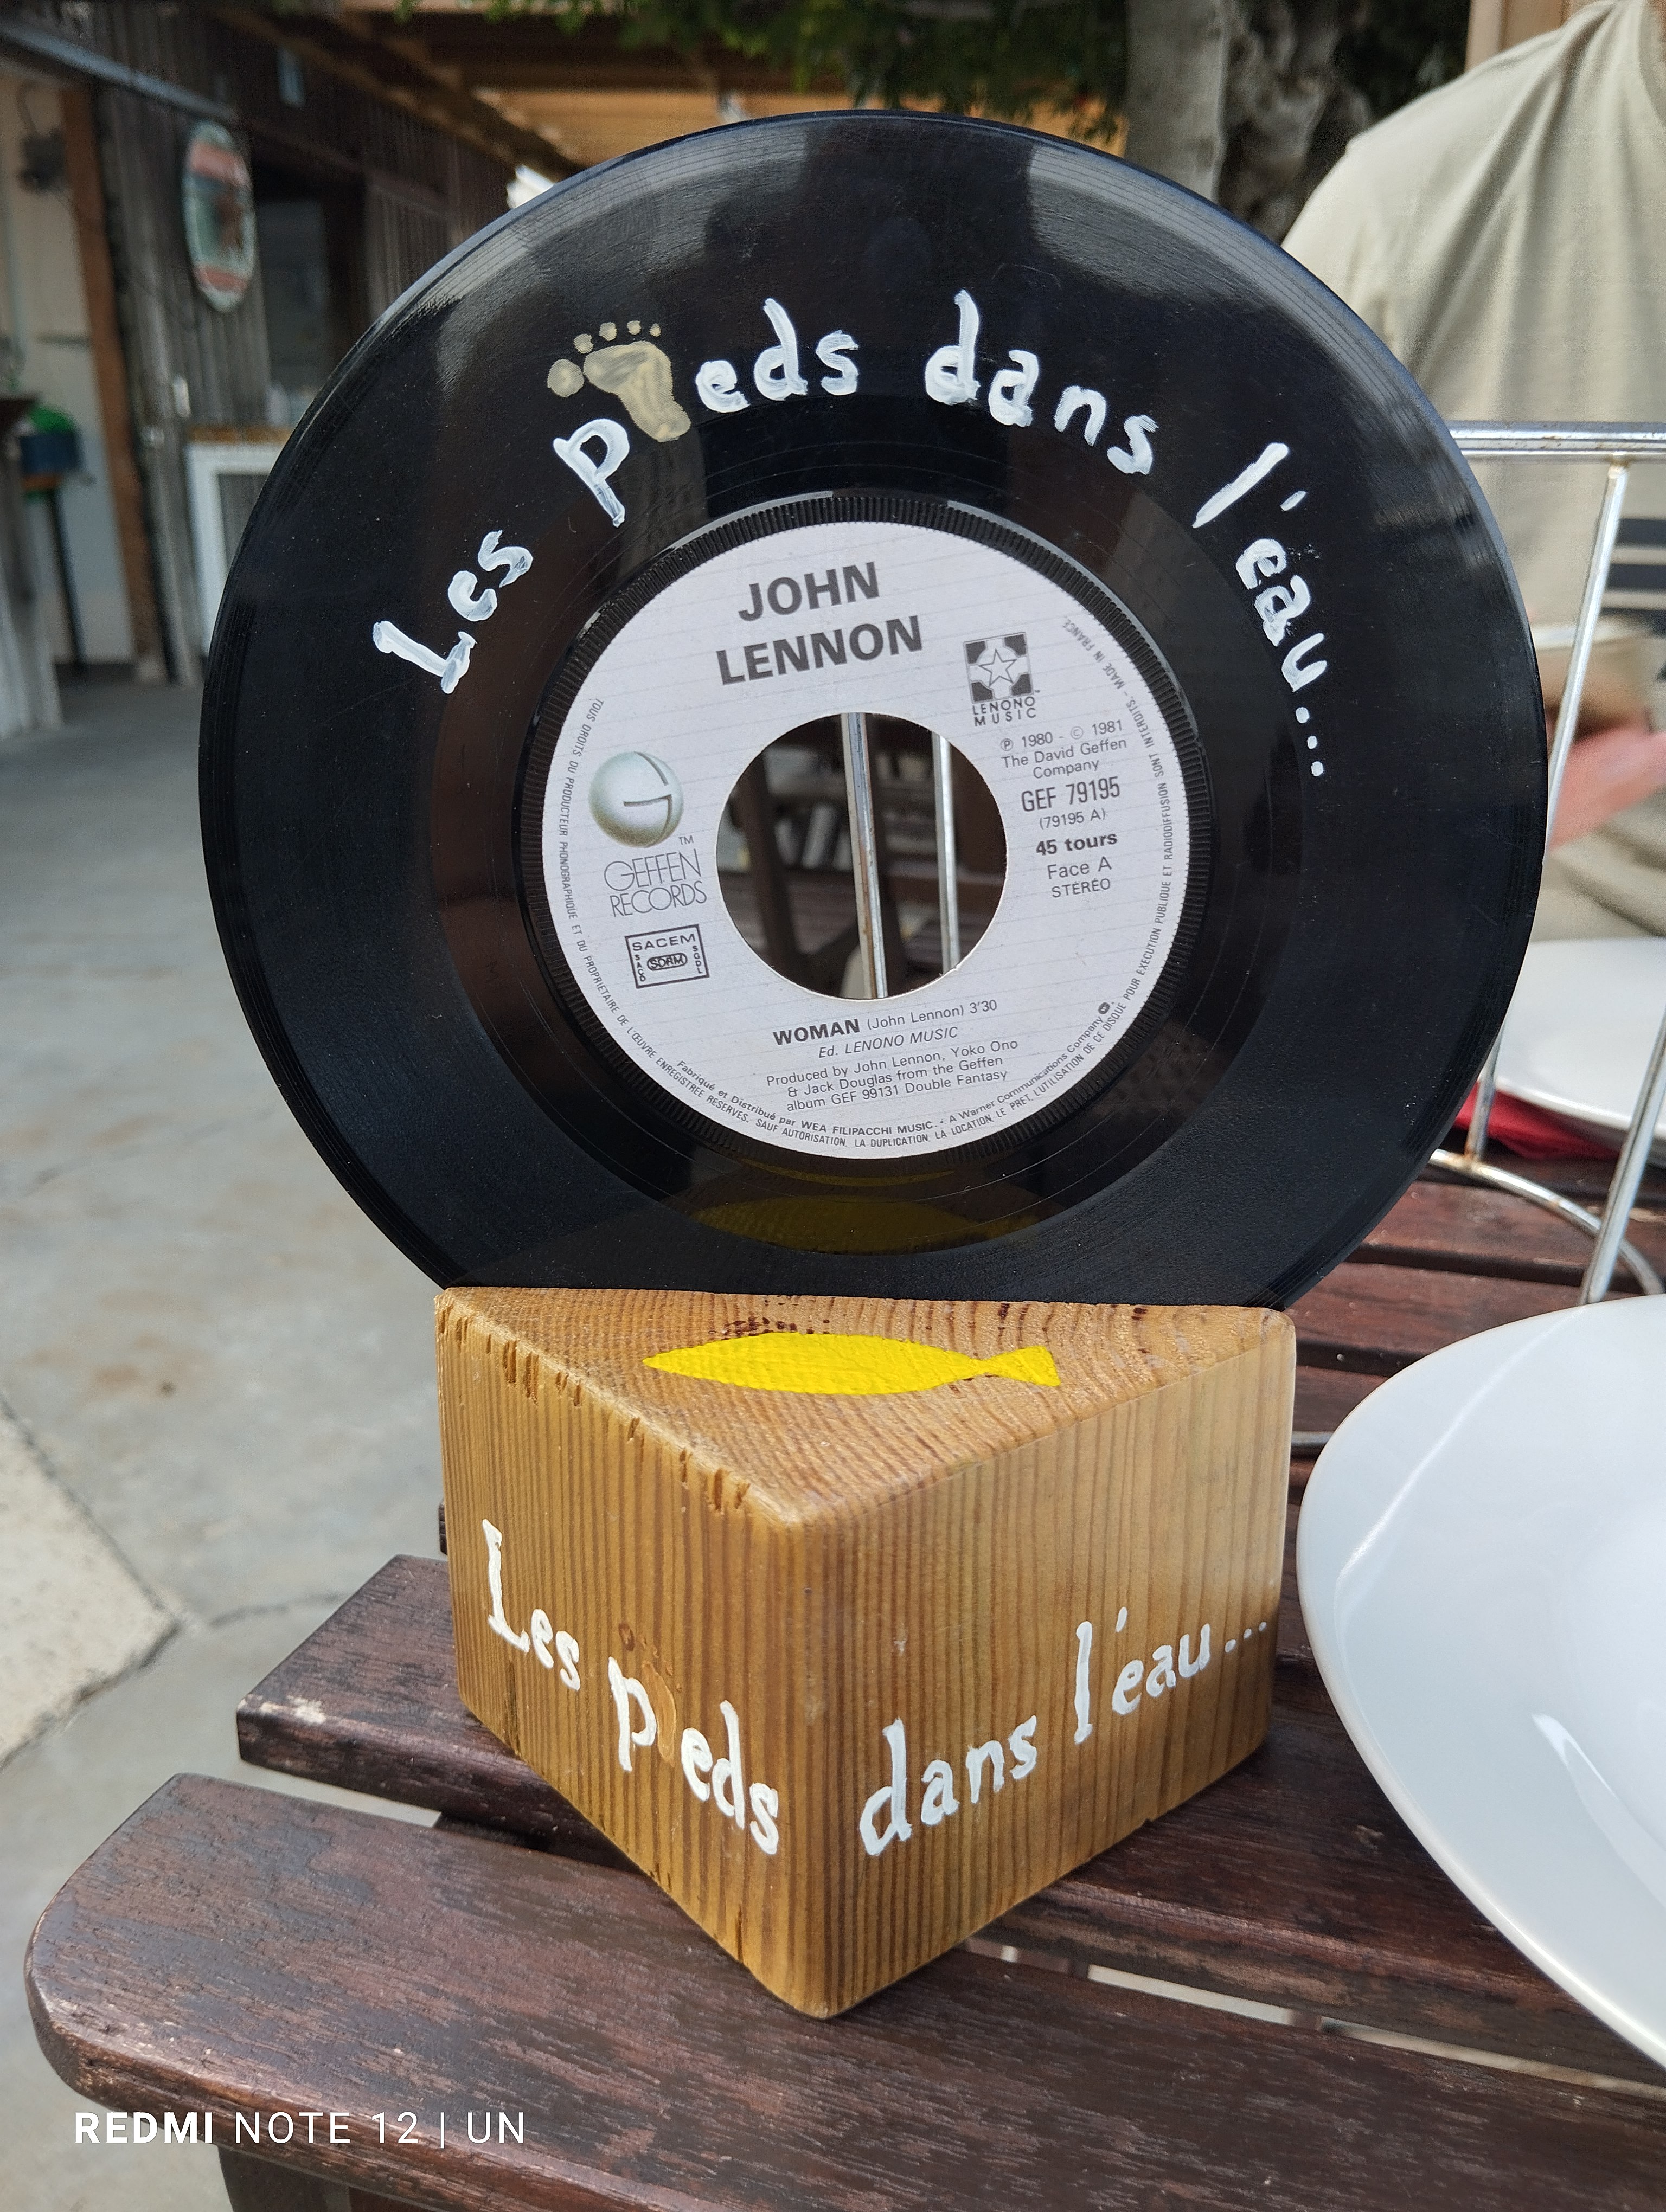 Les pieds dans l'eau...
JOHN
LENNON
LENONO
MUSIC
℗ 1980 - © 1981
The David Geffen
Company
GEF 79195
(79195 A)
45 tours
Face A
STÉRÉO
GEFFEN
RECORDS
TM
SACEM
SACD
SDRM
SGDL
WOMAN (John Lennon) 3'30
Ed. LENONO MUSIC
Produced by John Lennon, Yoko Ono
& Jack Douglas from the Geffen
album GEF 99131 Double Fantasy
Fabriqué et Distribué par WEA FILIPACCHI MUSIC. - A Warner Communications Company
TOUS DROITS DU PRODUCTEUR PHONOGRAPHIQUE ET DU PROPRIETAIRE DE L'ŒUVRE ENREGISTREE RESERVES. SAUF AUTORISATION, LA DUPLICATION, LA LOCATION, LE PRET, L'UTILISATION DE CE DISQUE POUR EXECUTION PUBLIQUE ET RADIODIFFUSION SONT INTERDITS. - MADE IN FRANCE.
Les pieds dans l'eau...
REDMI NOTE 12 | UN